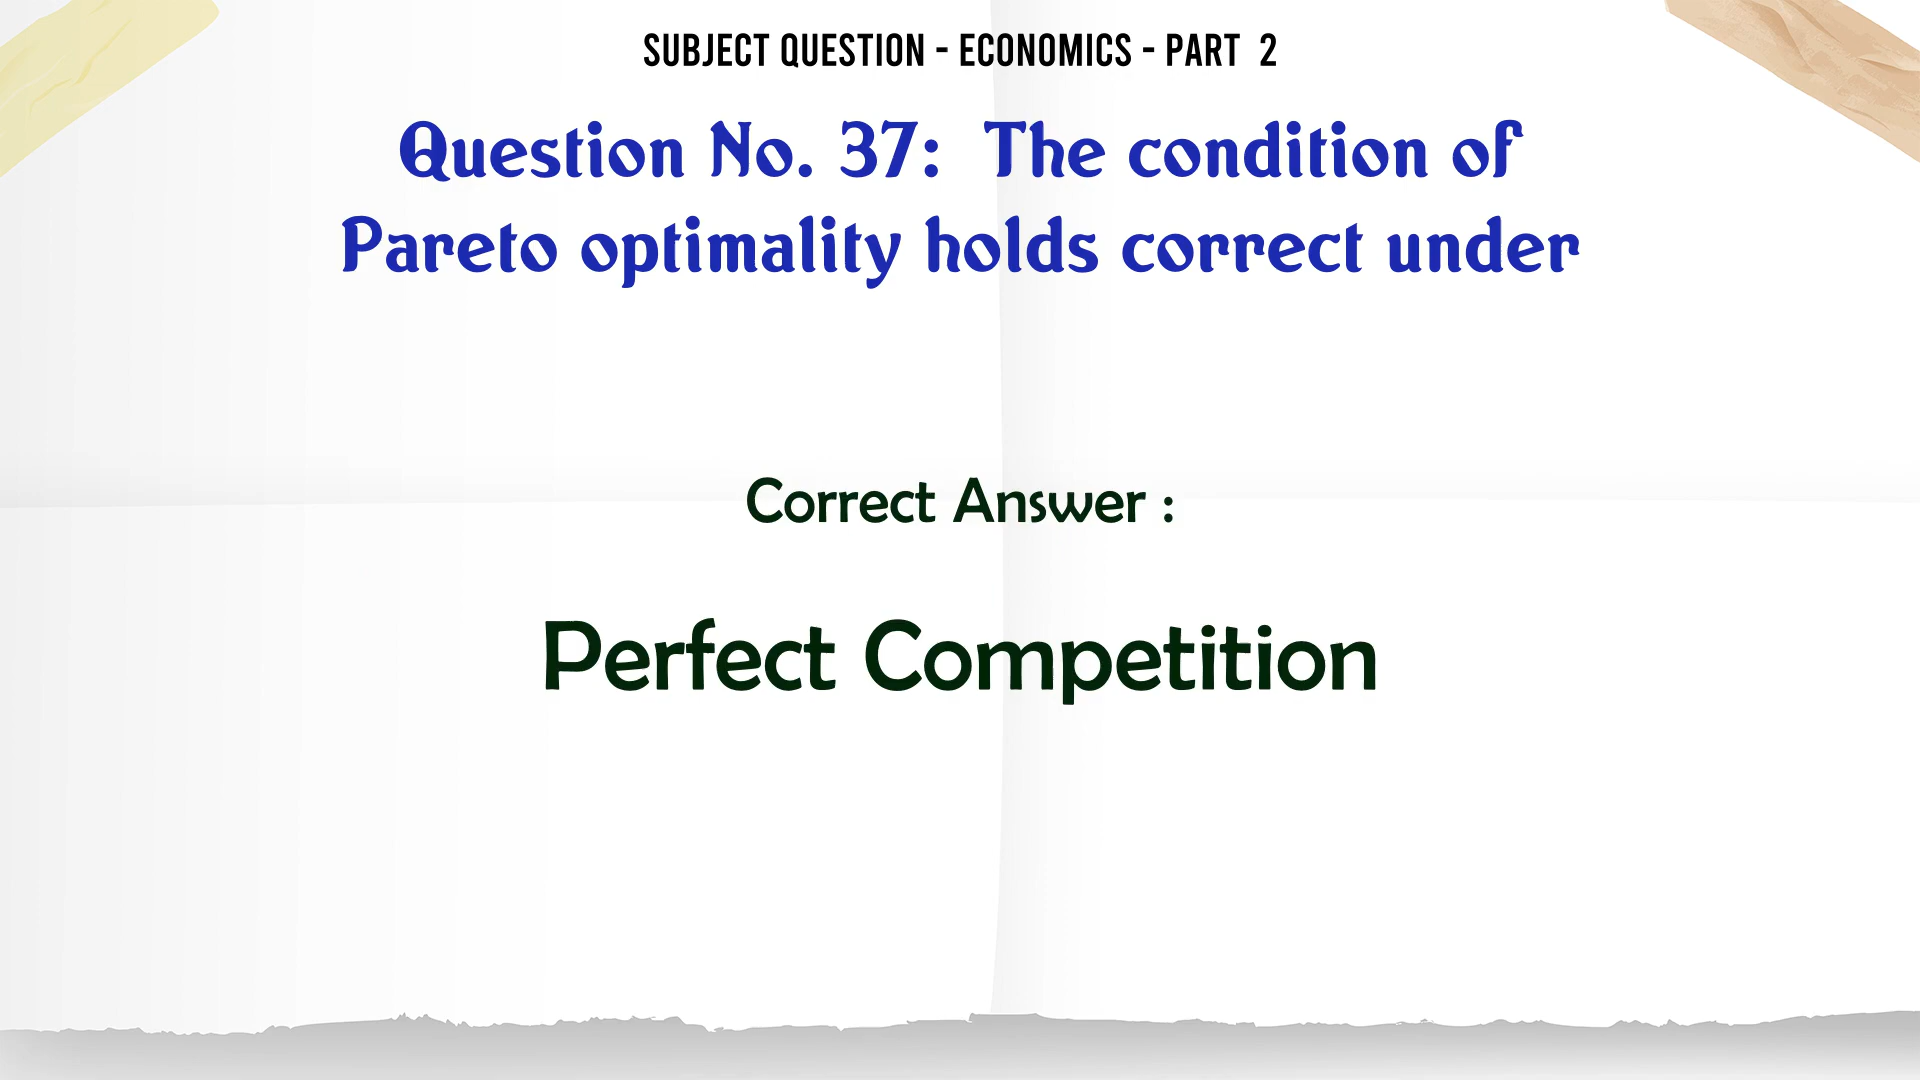 SUBJECT QUESTION - ECONOMICS - PART 2
Question No. 37: The condition of
Pareto optimality holds correct under
Correct Answer :
Perfect Competition